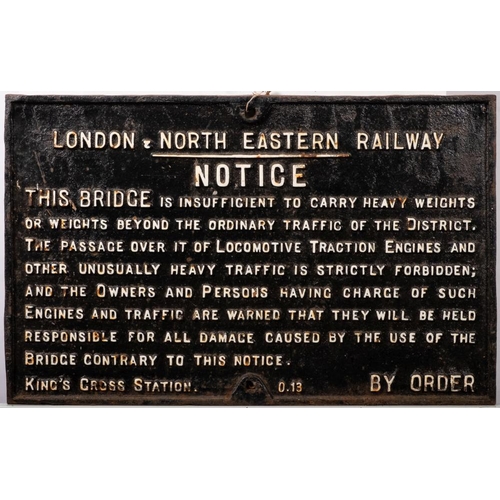 LONDON & NORTH EASTERN RAILWAY
NOTICE
THIS BRIDGE IS INSUFFICIENT TO CARRY HEAVY WEIGHTS
OR WEIGHTS BEYOND THE ORDINARY TRAFFIC OF THE DISTRICT.
THE PASSAGE OVER IT OF LOCOMOTIVE TRACTION ENGINES AND
OTHER UNUSUALLY HEAVY TRAFFIC IS STRICTLY FORBIDDEN;
AND THE OWNERS AND PERSONS HAVING CHARGE OF SUCH
ENGINES AND TRAFFIC ARE WARNED THAT THEY WILL BE HELD
RESPONSIBLE FOR ALL DAMAGE CAUSED BY THE USE OF THE
BRIDGE CONTRARY TO THIS NOTICE.
KING'S CROSS STATION. 0.13 BY ORDER